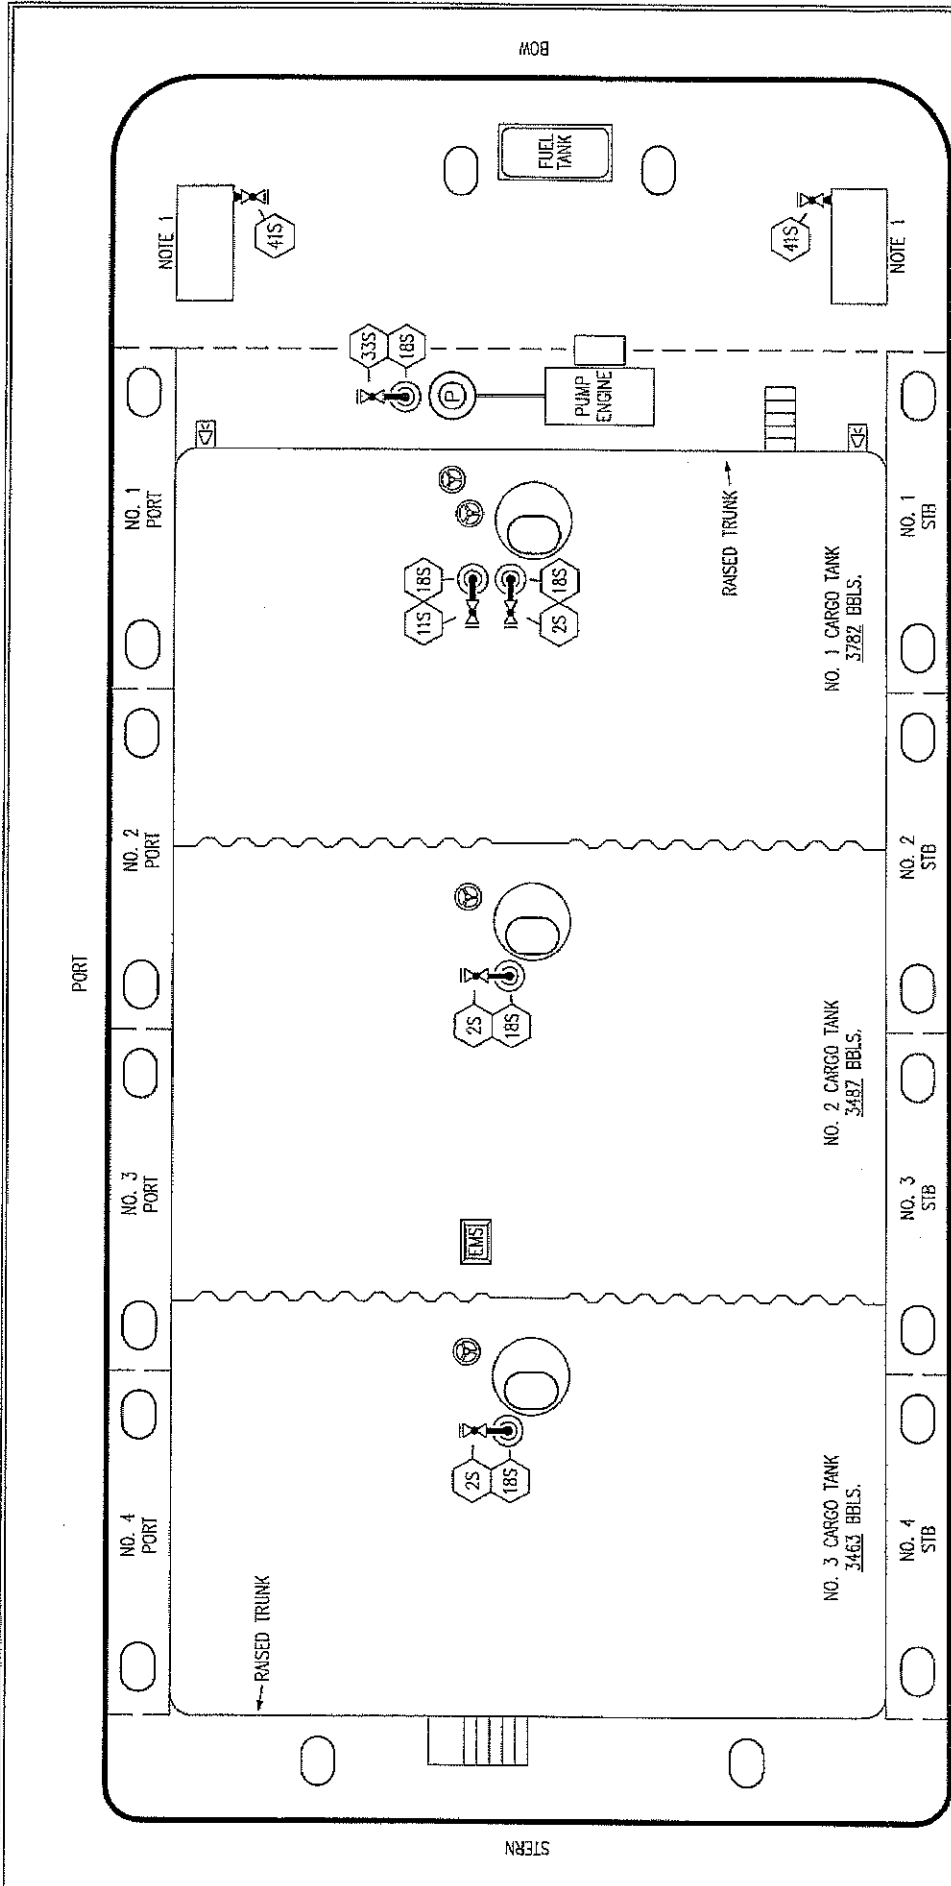 BOW
PORT
STERN
NOTE 1
41S
FUEL
TANK
41S
NOTE 1
33S
18S
P
PUMP
ENGINE
NO. 1
PORT
NO. 2
PORT
NO. 3
PORT
NO. 4
PORT
11S
18S
2S
18S
RAISED TRUNK
NO. 1 CARGO TANK
3782 BBLS.
2S
18S
NO. 2 CARGO TANK
3487 BBLS.
EMS
2S
18S
NO. 3 CARGO TANK
3463 BBLS.
RAISED TRUNK
NO. 1
STB
NO. 2
STB
NO. 3
STB
NO. 4
STB